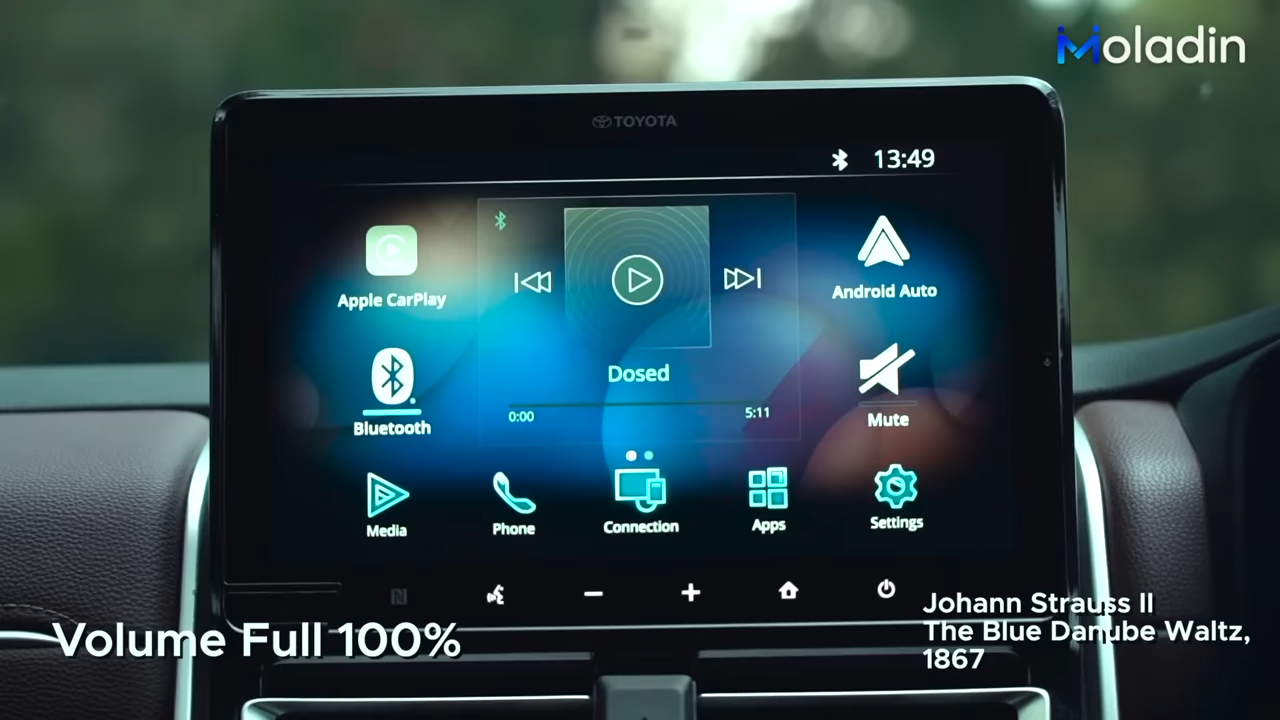 Moladin
TOYOTA
13:49
Apple CarPlay
Android Auto
Dosed
0:00
5:11
Bluetooth
Mute
Media
Phone
Connection
Apps
Settings
Volume Full 100%
Johann Strauss II
The Blue Danube Waltz,
1867